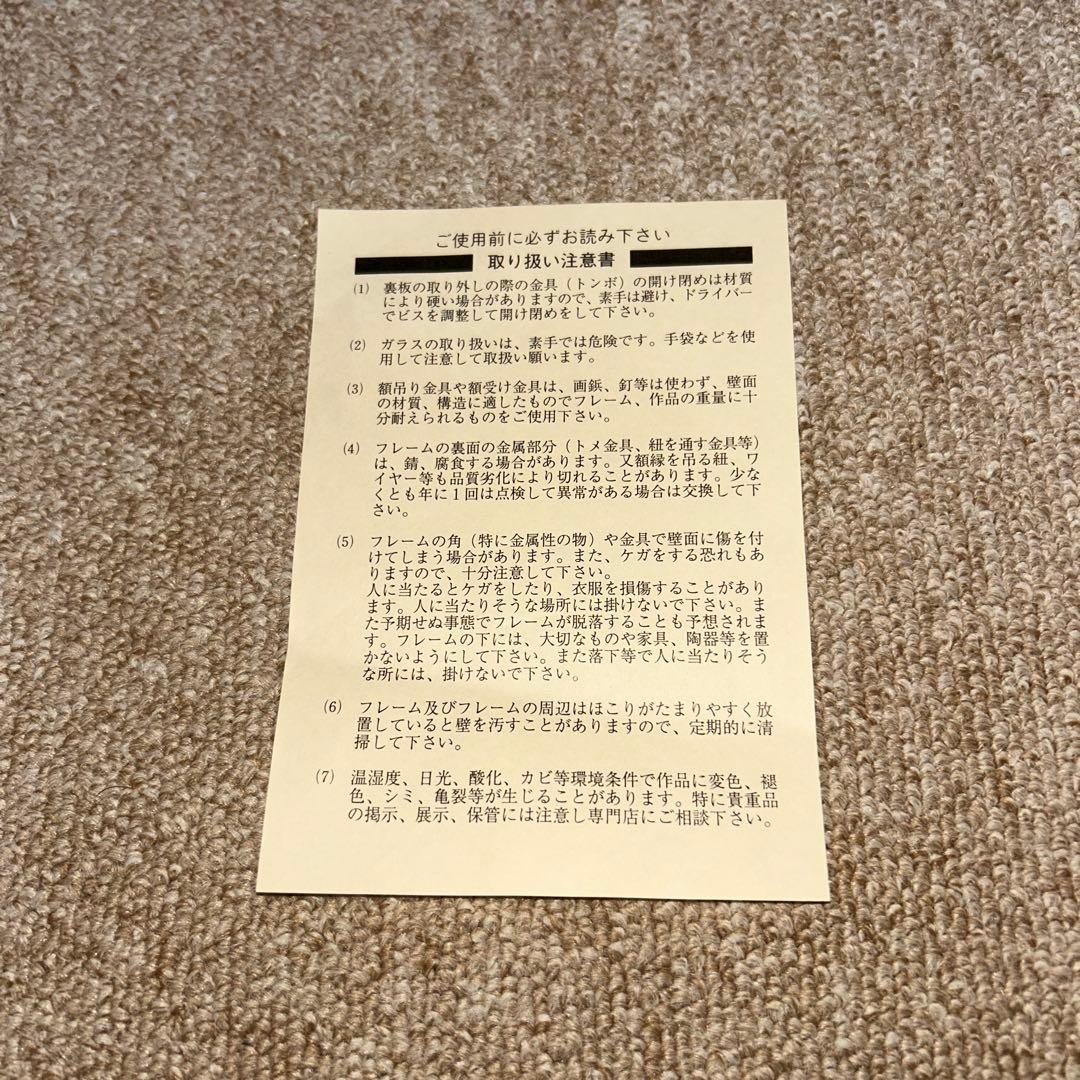 ご使用前に必ずお読み下さい
取り扱い注意書
(1) 裏板の取り外しの際の金具（トンボ）の開け閉めは材質
により硬い場合がありますので、素手は避け、ドライバー
でビスを調整して開け閉めをして下さい。
(2) ガラスの取り扱いは、素手では危険です。手袋などを使
用して注意して取扱い願います。
(3) 額吊り金具や額受け金具は、画鋲、釘等は使わず、壁面
の材質、構造に適したものでフレーム、作品の重量に十
分耐えられるものをご使用下さい。
(4) フレームの裏面の金属部分（トメ金具、紐を通す金具等）
は、錆、腐食する場合があります。又額縁を吊る紐、ワ
イヤー等も品質劣化により切れることがあります。少な
くとも年に１回は点検して異常がある場合は交換して下
さい。
(5) フレームの角（特に金属性の物）や金具で壁面に傷を付
けてしまう場合があります。また、ケガをする恐れもあ
りますので、十分注意して下さい。
人に当たるとケガをしたり、衣服を損傷することがあり
ます。人に当たりそうな場所には掛けないで下さい。ま
た予期せぬ事態でフレームが脱落することも予想されま
す。フレームの下には、大切なものや家具、陶器等を置
かないようにして下さい。また落下等で人に当たりそう
な所には、掛けないで下さい。
(6) フレーム及びフレームの周辺はほこりがたまりやすく放
置していると壁を汚すことがありますので、定期的に清
掃して下さい。
(7) 温湿度、日光、酸化、カビ等環境条件で作品に変色、褪
色、シミ、亀裂等が生じることがあります。特に貴重品
の掲示、展示、保管には注意し専門店にご相談下さい。